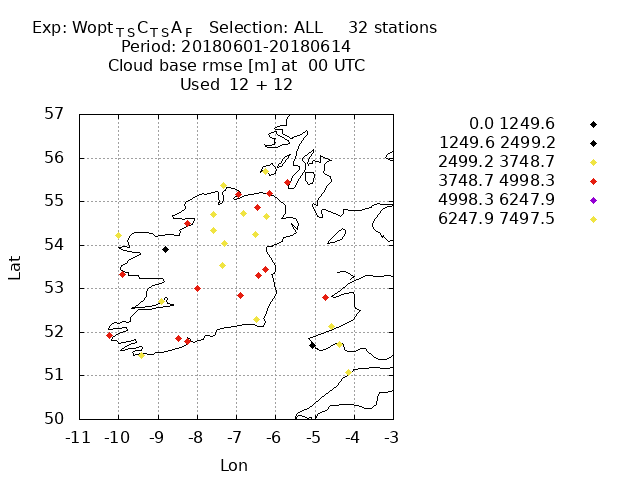 Exp: Wopt_TS C_TS A_F   Selection: ALL     32 stations
Period: 20180601-20180614
Cloud base rmse [m] at  00 UTC
Used  12 + 12
0.0 1249.6
1249.6 2499.2
2499.2 3748.7
3748.7 4998.3
4998.3 6247.9
6247.9 7497.5
57
56
55
54
53
52
51
50
Lat
-11 -10 -9 -8 -7 -6 -5 -4 -3
Lon